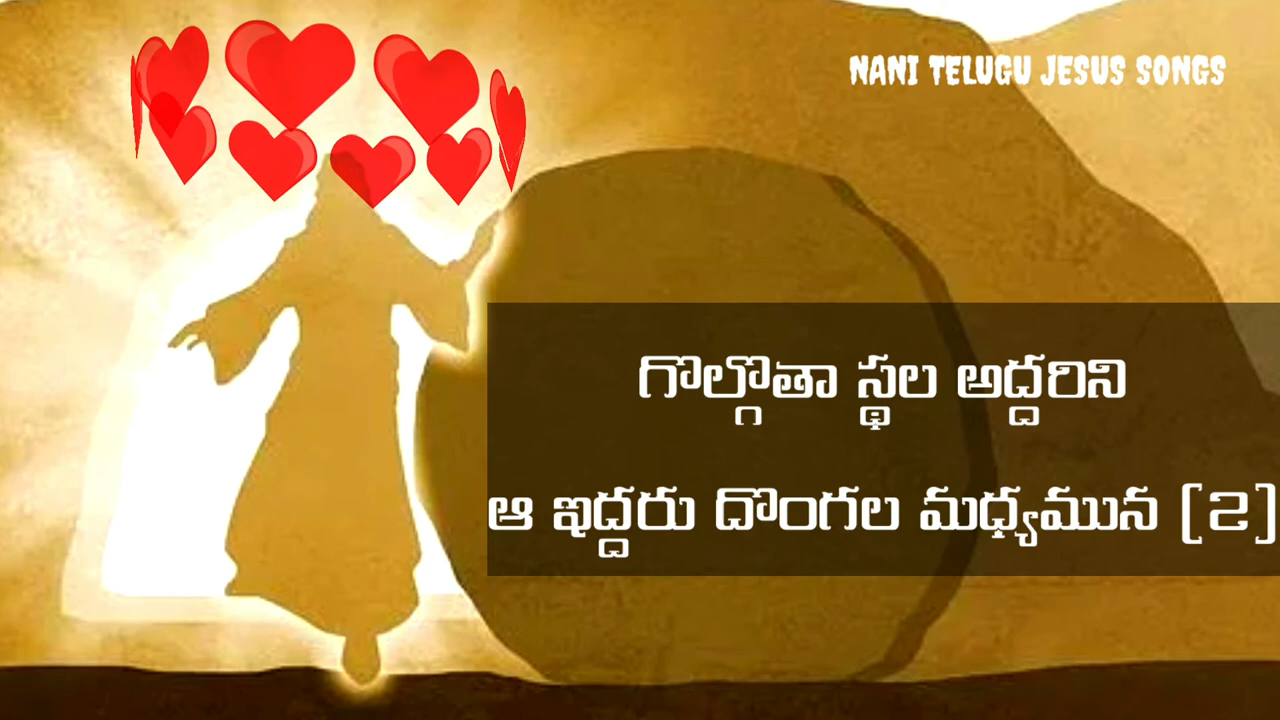 NANI TELUGU JESUS SONGS
గొల్గొతా స్థల అద్దరిని
ఆ ఇద్దరు దొంగల మధ్యమున (2)